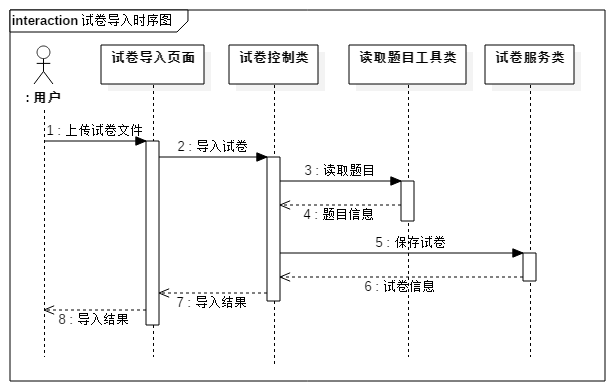 interaction 试卷导入时序图
试卷导入页面
试卷控制类
读取题目工具类
试卷服务类
: 用户
1 : 上传试卷文件
2 : 导入试卷
3 : 读取题目
4 : 题目信息
5 : 保存试卷
6 : 试卷信息
7 : 导入结果
8 : 导入结果